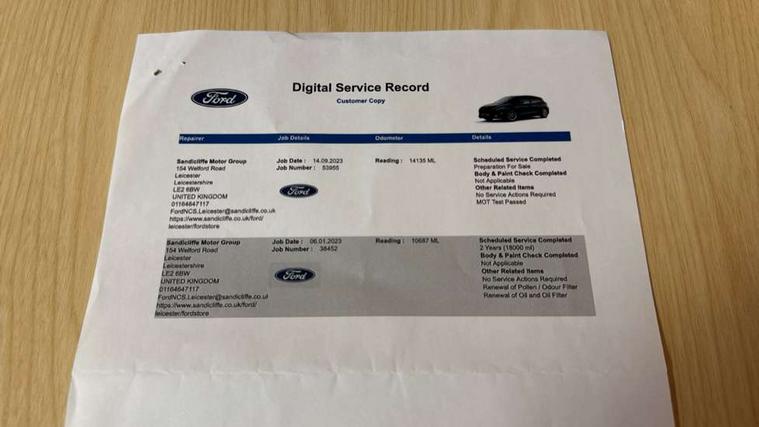 Ford
Digital Service Record
Customer Copy
Repairer Job Details Odometer Details
Sandicliffe Motor Group Job Date : 14.09.2023 Reading : 14135 ML Scheduled Service Completed
154 Welford Road Job Number : 53955 Preparation For Sale
Leicester Body & Paint Check Completed
Leicestershire Not Applicable
LE2 6BW Ford Other Related Items
UNITED KINGDOM No Service Actions Required
01164647117 MOT Test Passed
FordNCS.Leicester@sandicliffe.co.uk
https://www.sandicliffe.co.uk/ford/
leicester/fordstore
Sandicliffe Motor Group Job Date : 06.01.2023 Reading : 10687 ML Scheduled Service Completed
154 Welford Road Job Number : 38452 2 Years (18000 ml)
Leicester Body & Paint Check Completed
Leicestershire Not Applicable
LE2 6BW Ford Other Related Items
UNITED KINGDOM No Service Actions Required
01164647117 Renewal of Pollen / Odour Filter
FordNCS.Leicester@sandicliffe.co.uk Renewal of Oil and Oil Filter
https://www.sandicliffe.co.uk/ford/
leicester/fordstore